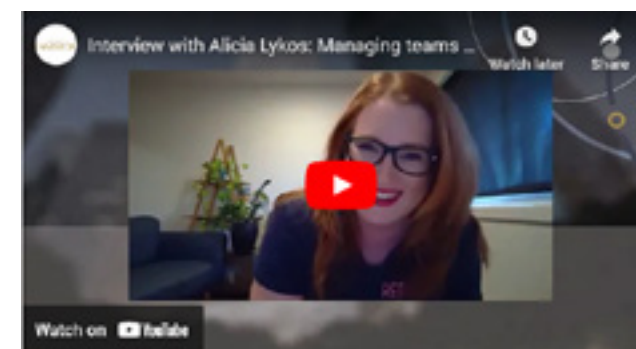 Interview with Alicia Lykos: Managing teams ...
Watch later
Share
Watch on YouTube